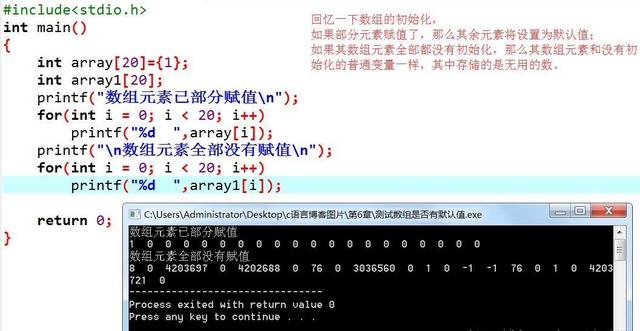 #include<stdio.h>
int main()
{
int array[20]={1};
int array1[20];
printf("数组元素已部分赋值\n");
for(int i = 0; i < 20; i++)
printf("%d  ",array[i]);
printf("\n数组元素全部没有赋值\n");
for(int i = 0; i < 20; i++)
printf("%d  ",array1[i]);
return 0;
}
回忆一下数组的初始化,
如果部分元素赋值了，那么其余元素将设置为默认值；
如果其数组元素全部都没有初始化，那么其数组元素和没有初
始化的普通变量一样，其中存储的是无用的数。
C:\Users\Administrator\Desktop\c语言博客图片\第6章\测试数组是否有默认值.exe
数组元素已部分赋值
1  0  0  0  0  0  0  0  0  0  0  0  0  0  0  0  0  0  0  0
数组元素全部没有赋值
8  0  4203697  0  4202688  0  76  0  3036560  0  1  0  -1  -1  76  0  1  0  4203
721  0
--------------------------------
Process exited with return value 0
Press any key to continue . . .